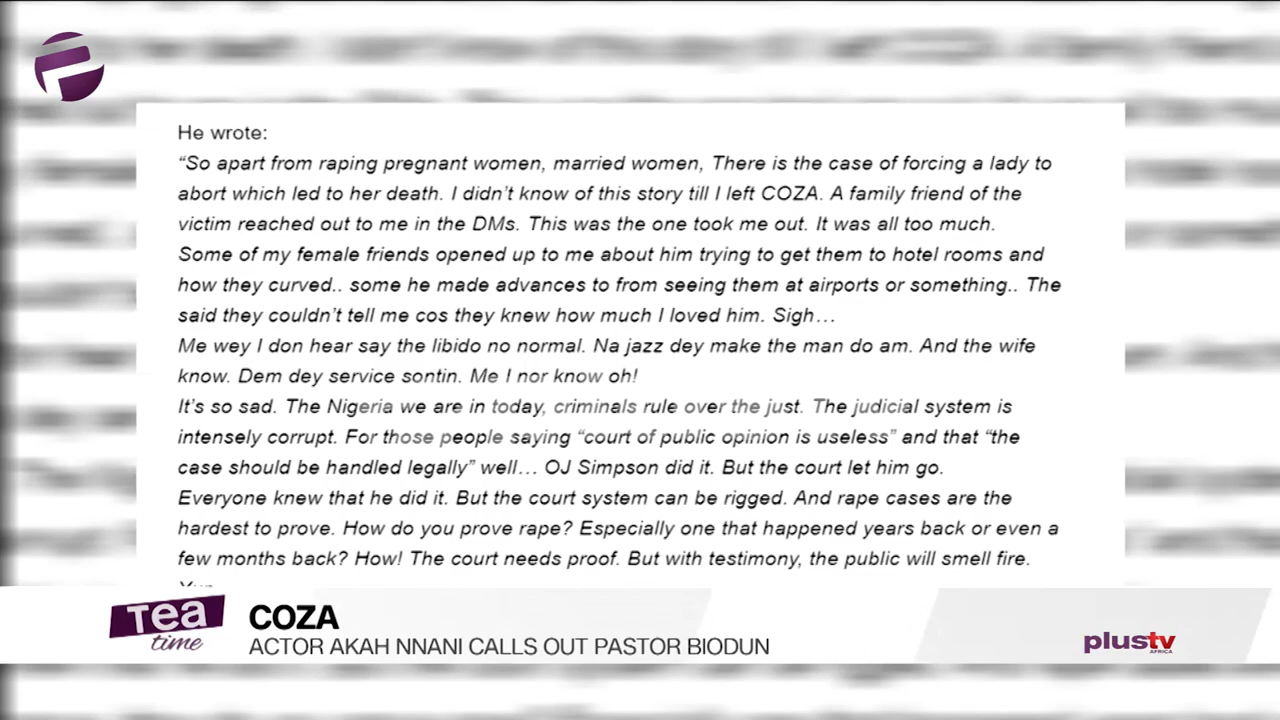 He wrote:
“So apart from raping pregnant women, married women, There is the case of forcing a lady to
abort which led to her death. I didn’t know of this story till I left COZA. A family friend of the
victim reached out to me in the DMs. This was the one took me out. It was all too much.
Some of my female friends opened up to me about him trying to get them to hotel rooms and
how they curved.. some he made advances to from seeing them at airports or something.. The
said they couldn’t tell me cos they knew how much I loved him. Sigh…
Me wey I don hear say the libido no normal. Na jazz dey make the man do am. And the wife
know. Dem dey service sontin. Me I nor know oh!
It’s so sad. The Nigeria we are in today, criminals rule over the just. The judicial system is
intensely corrupt. For those people saying “court of public opinion is useless” and that “the
case should be handled legally” well… OJ Simpson did it. But the court let him go.
Everyone knew that he did it. But the court system can be rigged. And rape cases are the
hardest to prove. How do you prove rape? Especially one that happened years back or even a
few months back? How! The court needs proof. But with testimony, the public will smell fire.
Tea
time
COZA
ACTOR AKAH NNANI CALLS OUT PASTOR BIODUN
plustv
AFRICA